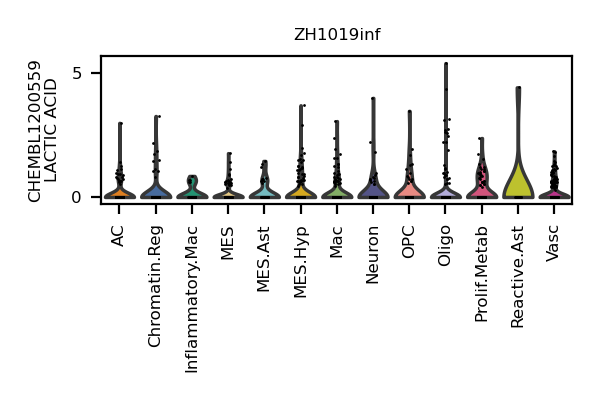 ZH1019inf
CHEMBL1200559
LACTIC ACID
5
0
AC
Chromatin.Reg
Inflammatory.Mac
MES
MES.Ast
MES.Hyp
Mac
Neuron
OPC
Oligo
Prolif.Metab
Reactive.Ast
Vasc